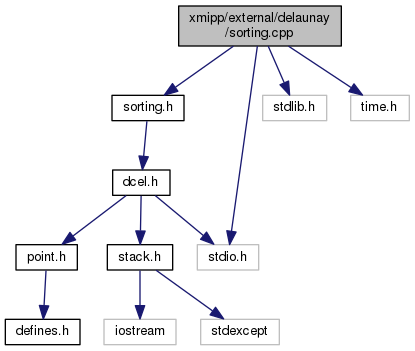 xmipp/external/delaunay
/sorting.cpp
sorting.h
stdlib.h
time.h
dcel.h
point.h
stack.h
stdio.h
defines.h
iostream
stdexcept